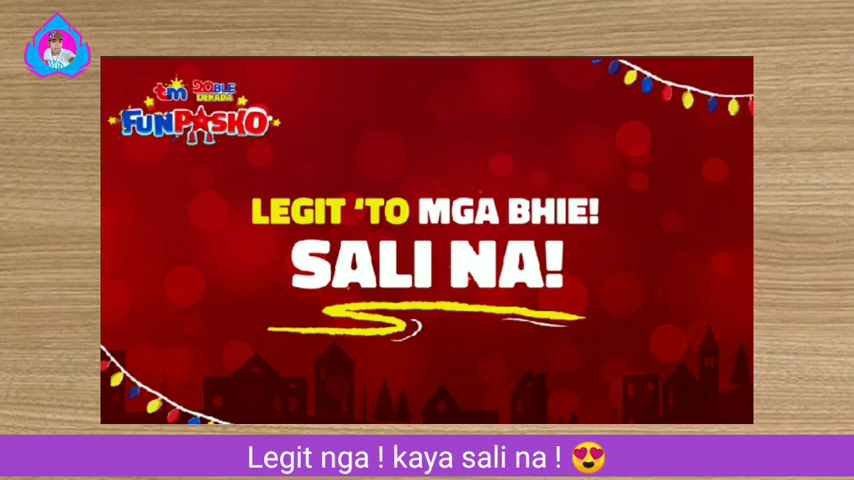 tm DOBLE
DEKADA
FUNPASKO
LEGIT ‘TO MGA BHIE!
SALI NA!
Legit nga ! kaya sali na ! 😍